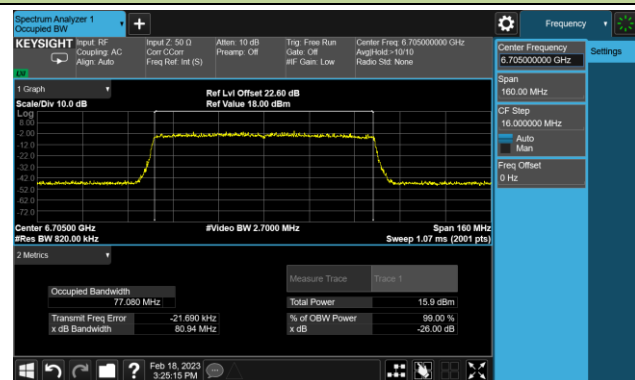 Spectrum Analyzer 1
Occupied BW
Frequency
KEYSIGHT
Input: RF
Coupling: AC
Align: Auto
Input Z: 50 Ω
Corr CCorr
Freq Ref: Int (S)
Atten: 10 dB
Preamp: Off
Trig: Free Run
Gate: Off
#IF Gain: Low
Center Freq: 6.705000000 GHz
Avg|Hold:>10/10
Radio Std: None
LNI
Center Frequency
6.705000000 GHz
Settings
Span
160.00 MHz
CF Step
16.000000 MHz
Auto
Man
Freq Offset
0 Hz
1 Graph
Scale/Div 10.0 dB
Ref Lvl Offset 22.60 dB
Ref Value 18.00 dBm
Log
8.00
-2.00
-12.0
-22.0
-32.0
-42.0
-52.0
-62.0
-72.0
Center 6.70500 GHz
#Res BW 820.00 kHz
#Video BW 2.7000 MHz
Span 160 MHz
Sweep 1.07 ms (2001 pts)
2 Metrics
Measure Trace Trace 1
Occupied Bandwidth
77.080 MHz
Total Power 15.9 dBm
Transmit Freq Error -21.690 kHz
% of OBW Power 99.00 %
x dB Bandwidth 80.94 MHz
x dB -26.00 dB
Feb 18, 2023
3:25:15 PM